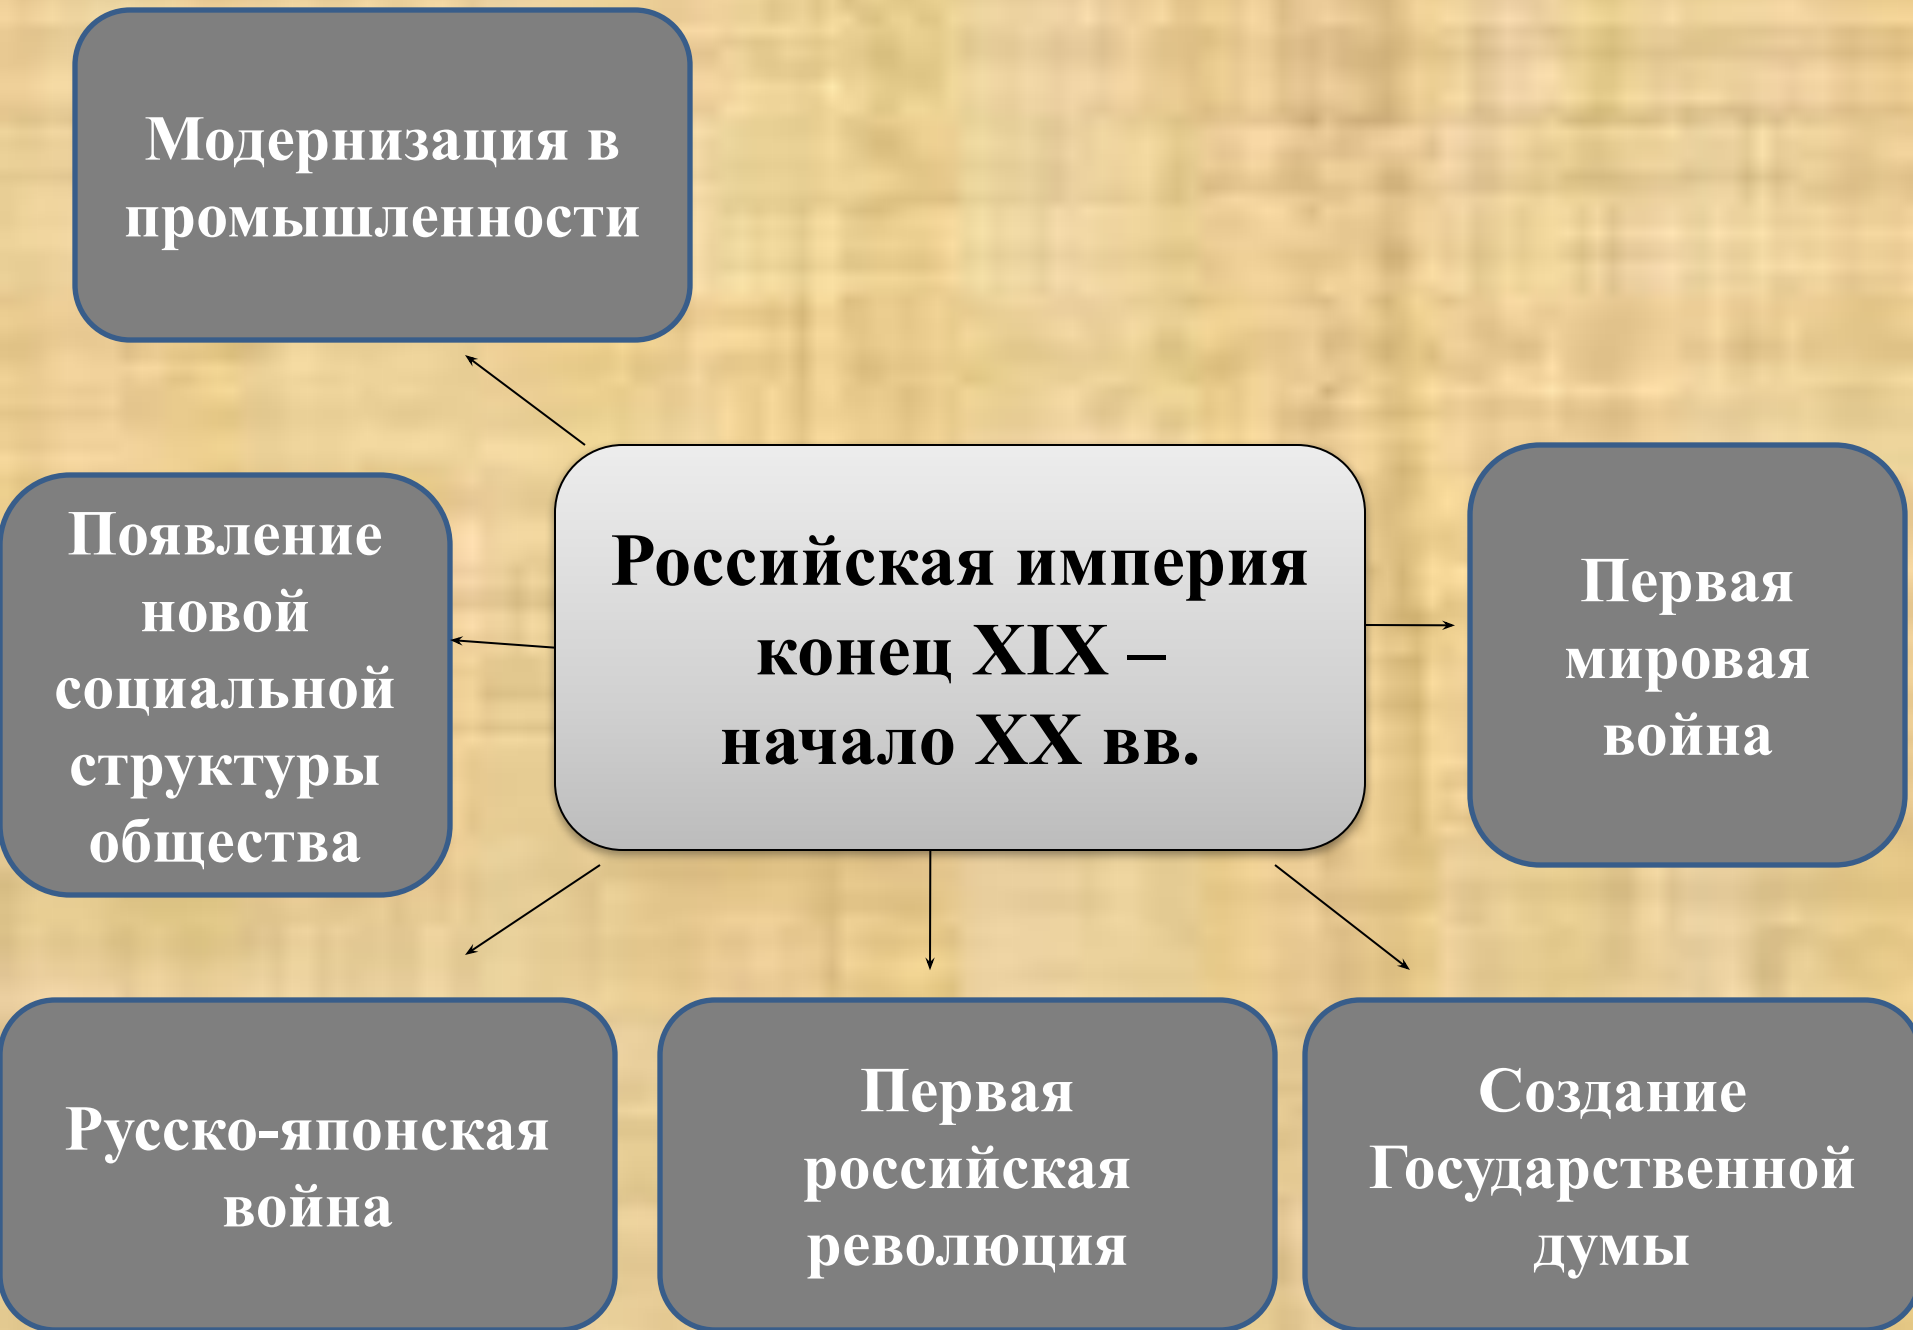 Модернизация в
промышленности
Появление
новой
социальной
структуры
общества
Российская империя
конец XIX –
начало XX вв.
Первая
мировая
война
Русско-японская
война
Первая
российская
революция
Создание
Государственной
думы